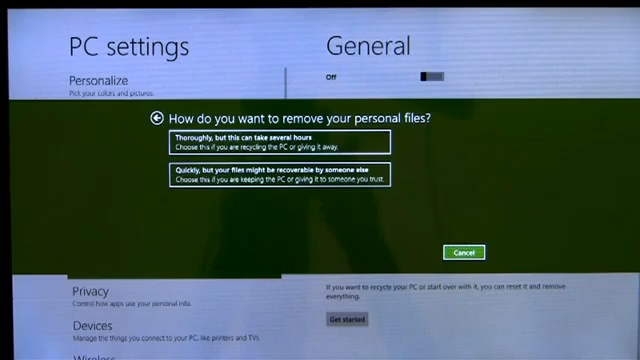 PC settings
General
Personalize
Pick your colors and pictures.
Off
How do you want to remove your personal files?
Thoroughly, but this can take several hours
Choose this if you are recycling the PC or giving it away.
Quickly, but your files might be recoverable by someone else
Choose this if you are keeping the PC or giving it to someone you trust.
Cancel
Privacy
Control how apps use your personal info.
If you want to recycle your PC or start over with it, you can reset it and remove
everything.
Get started
Devices
Manage the things you connect to your PC, like printers and TVs
Wireless